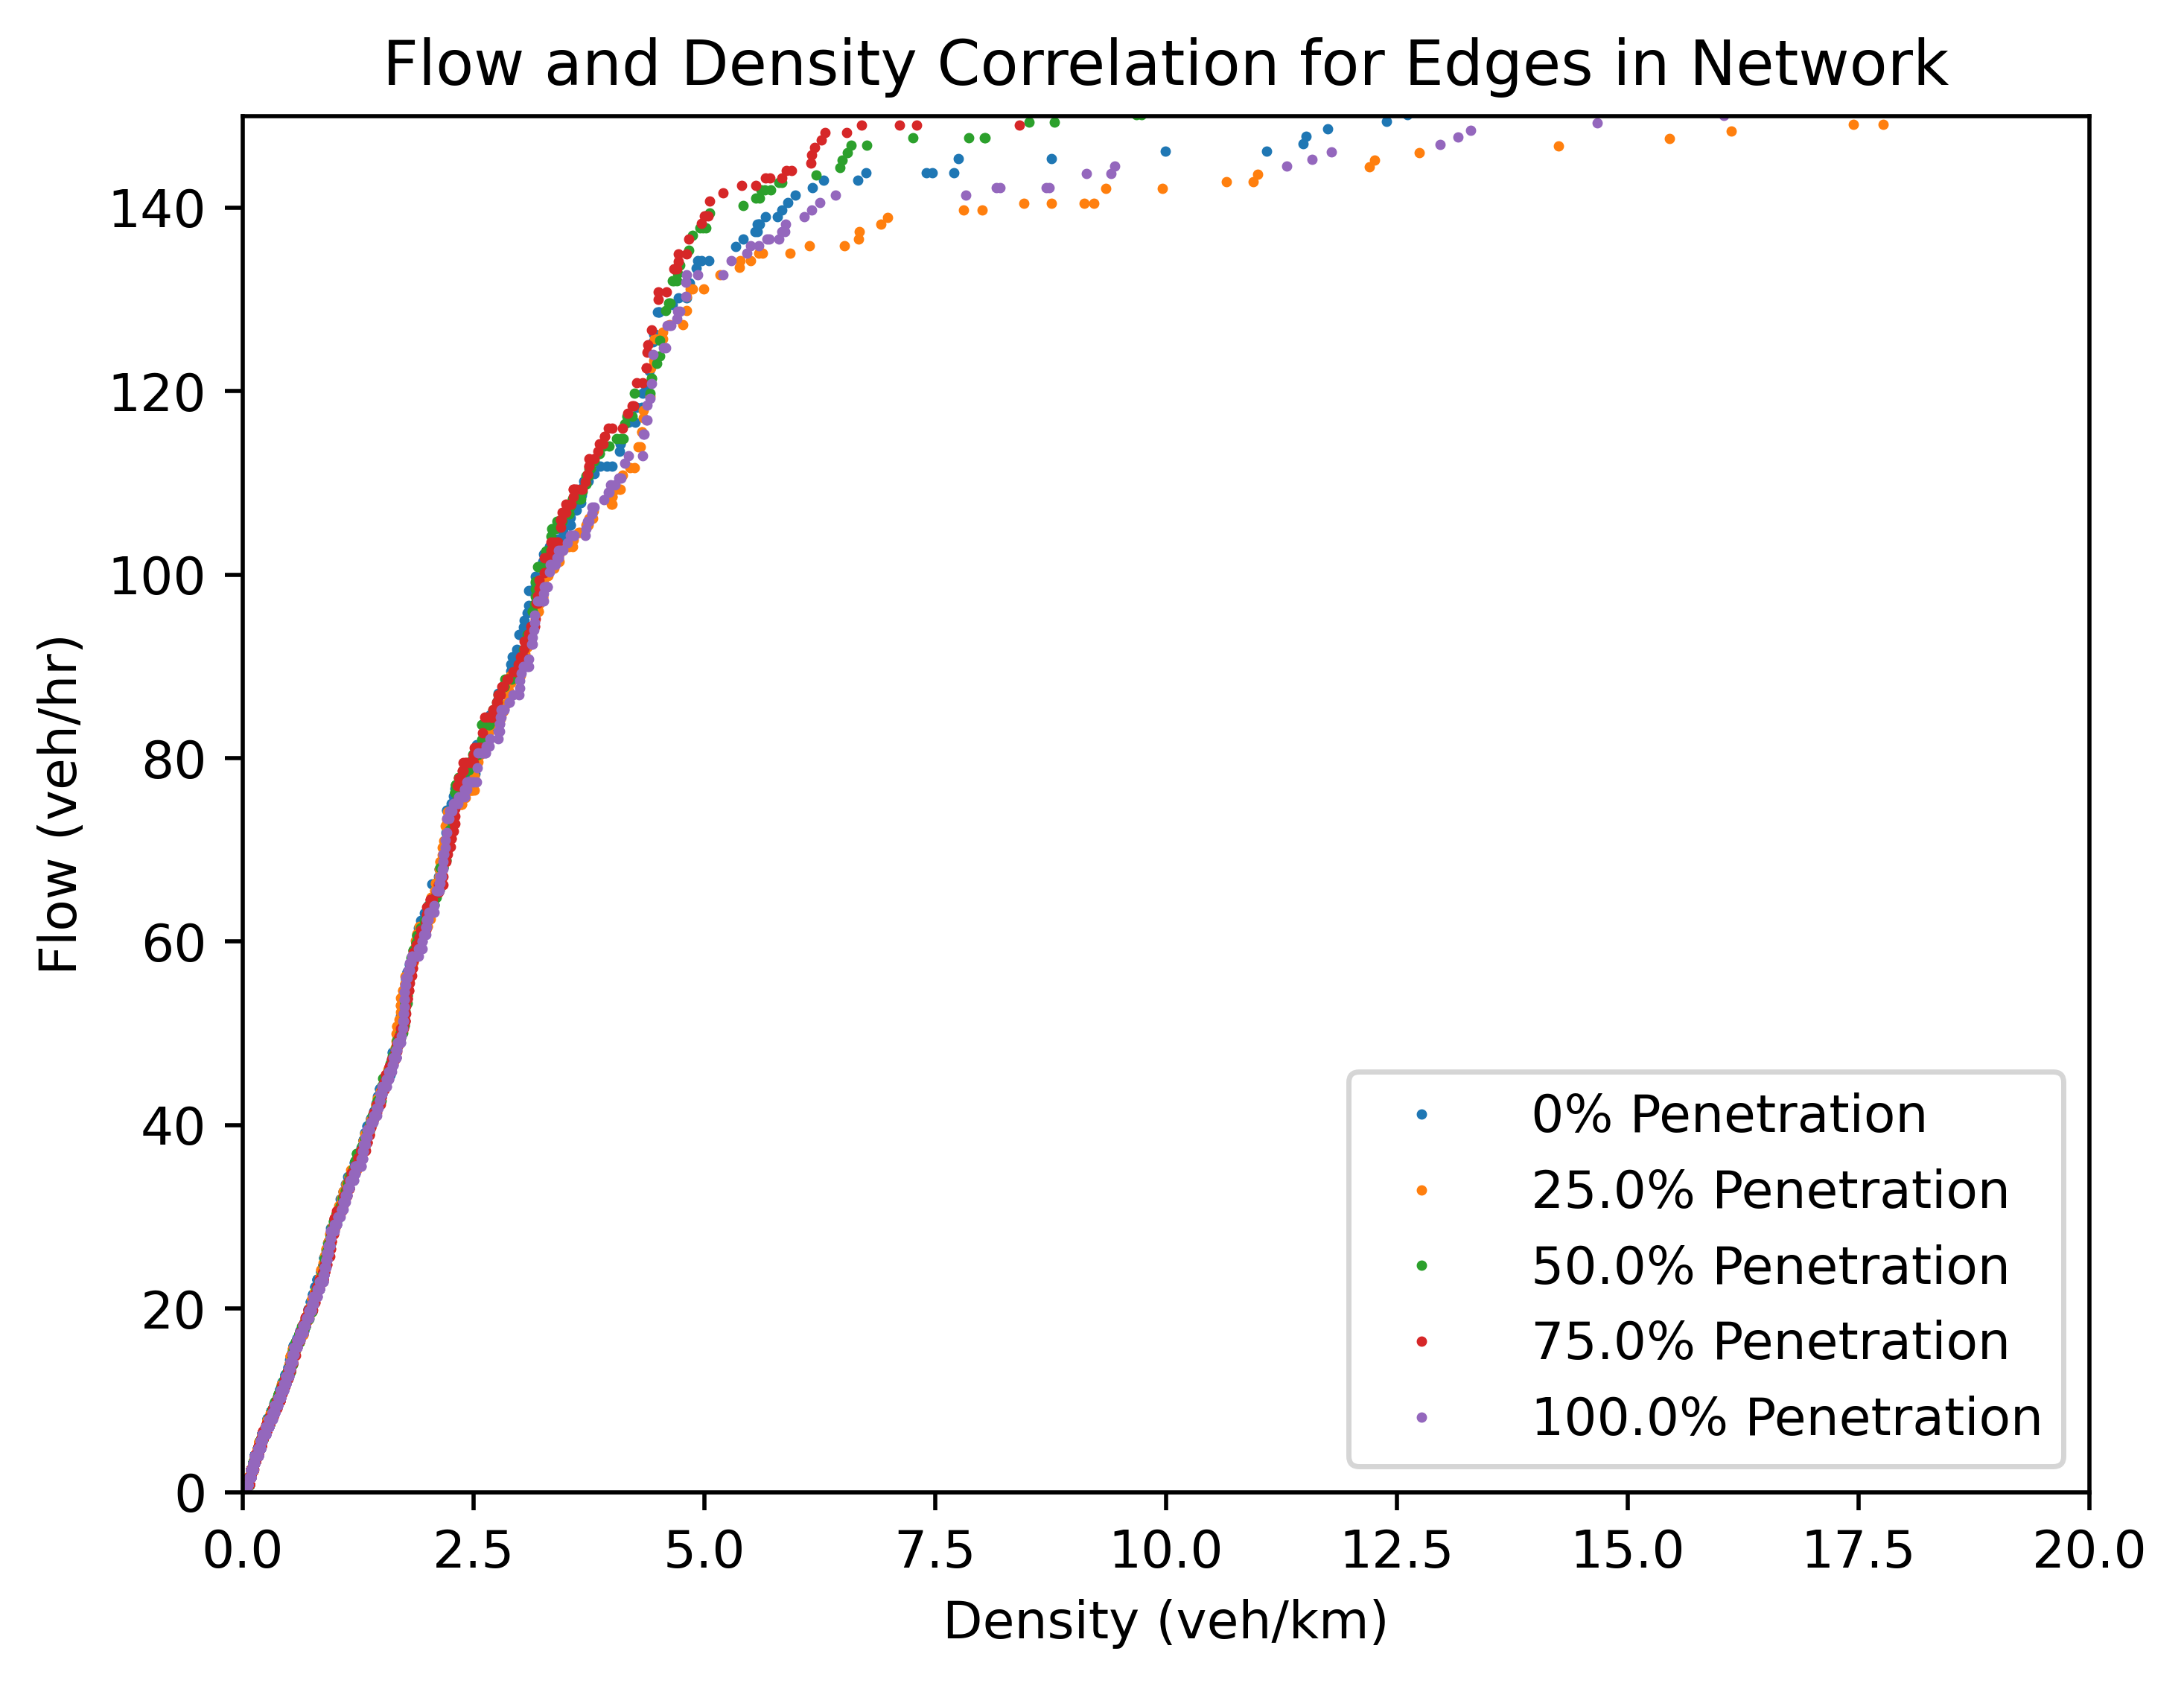 Flow and Density Correlation for Edges in Network
Flow (veh/hr)
140
120
100
80
60
40
20
0
0% Penetration
25.0% Penetration
50.0% Penetration
75.0% Penetration
100.0% Penetration
0.0 2.5 5.0 7.5 10.0 12.5 15.0 17.5 20.0
Density (veh/km)